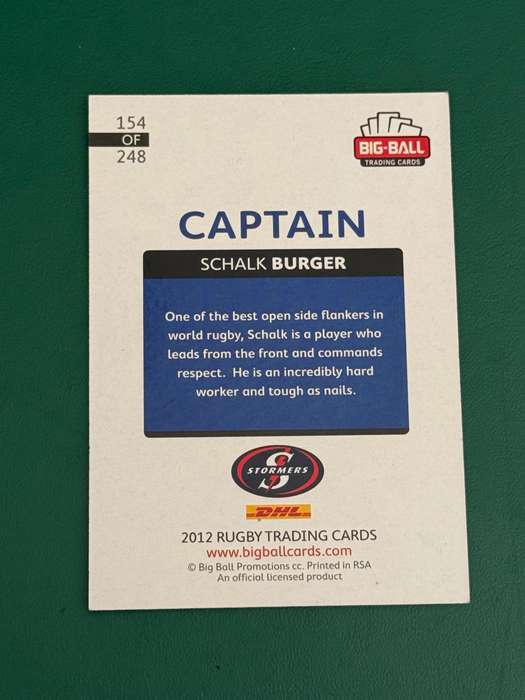 154
OF
248
BIG-BALL
TRADING CARDS
CAPTAIN
SCHALK BURGER
One of the best open side flankers in
world rugby, Schalk is a player who
leads from the front and commands
respect. He is an incredibly hard
worker and tough as nails.
STORMERS
DHL
2012 RUGBY TRADING CARDS
www.bigballcards.com
© Big Ball Promotions cc. Printed in RSA
An official licensed product